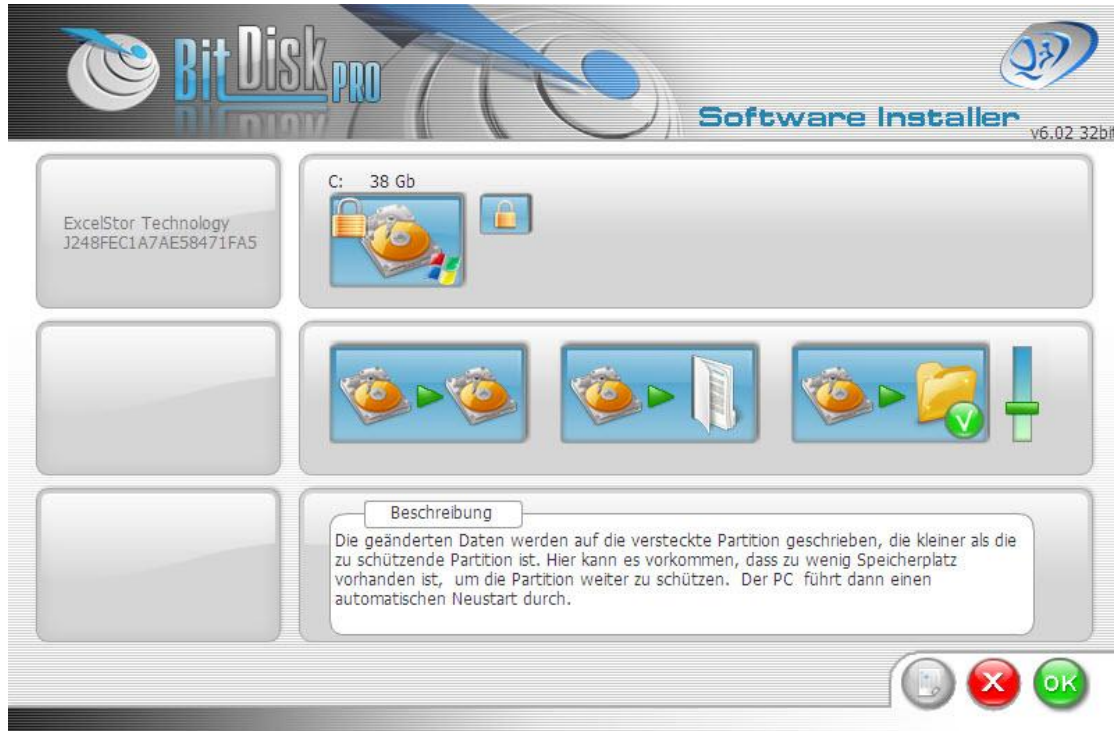 BitDisk PRO
Software Installer
v6.02 32bit
C: 38 Gb
ExcelStor Technology
J248FEC1A7AE58471FA5
Beschreibung
Die geänderten Daten werden auf die versteckte Partition geschrieben, die kleiner als die
zu schützende Partition ist. Hier kann es vorkommen, dass zu wenig Speicherplatz
vorhanden ist, um die Partition weiter zu schützen. Der PC führt dann einen
automatischen Neustart durch.
OK